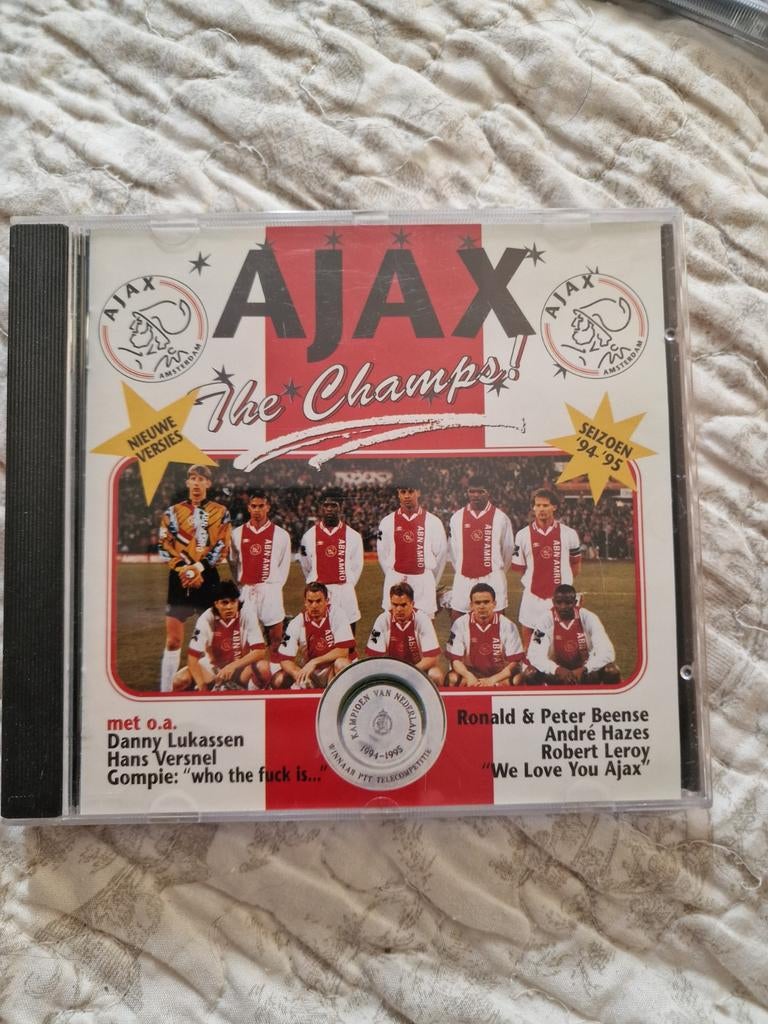 AJAX
The Champs!
AJAX
AMSTERDAM
AJAX
AMSTERDAM
NIEUWE
VERSIES
SEIZOEN
'94-'95
ABN AMRO
ABN AMRO
ABN AMRO
ABN AMRO
ABN AMRO
met o.a.
Danny Lukassen
Hans Versnel
Gompie: "who the fuck is..."
KAMPIOEN VAN NEDERLAND
1994-1995
WINNAAR PTT TELECOMPETITIE
Ronald & Peter Beense
André Hazes
Robert Leroy
"We Love You Ajax"